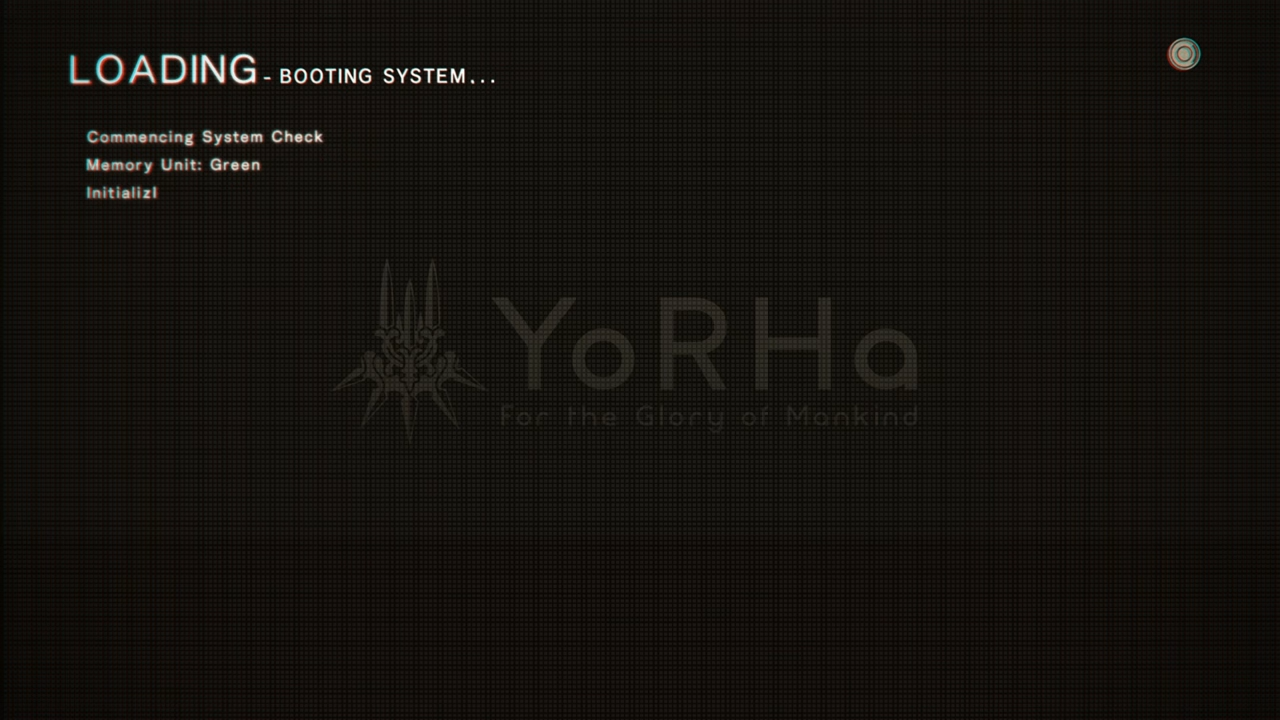 LOADING - BOOTING SYSTEM...
Commencing System Check
Memory Unit: Green
Initializl
YoRHa
For the Glory of Mankind